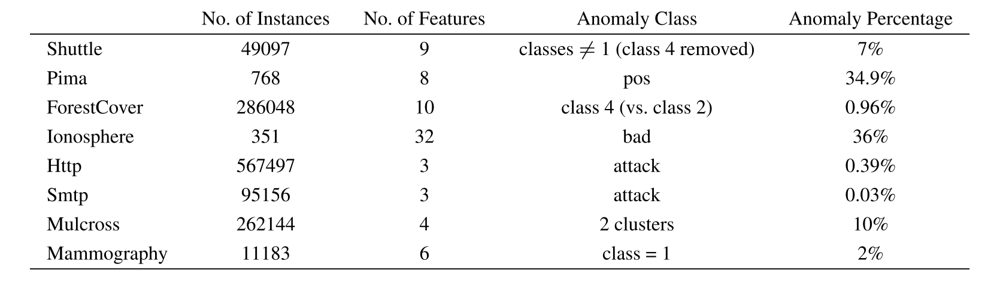 No. of Instances No. of Features Anomaly Class Anomaly Percentage
Shuttle 49097 9 classes ≠ 1 (class 4 removed) 7%
Pima 768 8 pos 34.9%
ForestCover 286048 10 class 4 (vs. class 2) 0.96%
Ionosphere 351 32 bad 36%
Http 567497 3 attack 0.39%
Smtp 95156 3 attack 0.03%
Mulcross 262144 4 2 clusters 10%
Mammography 11183 6 class = 1 2%